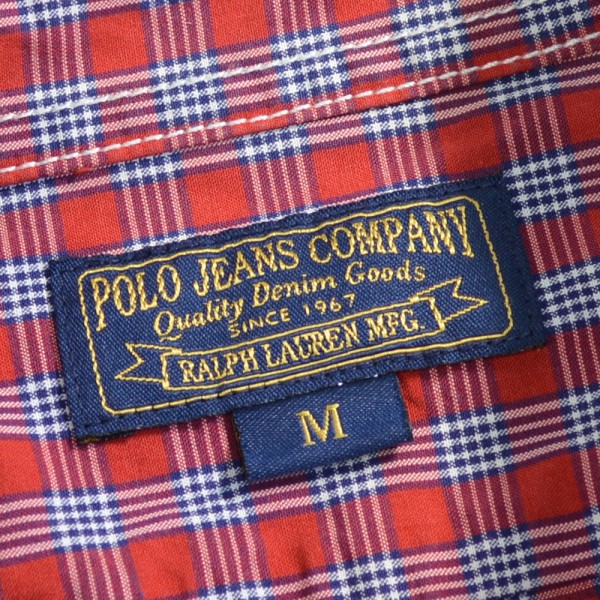 POLO JEANS COMPANY
Quality Denim Goods
SINCE 1967
RALPH LAUREN MFG.
M